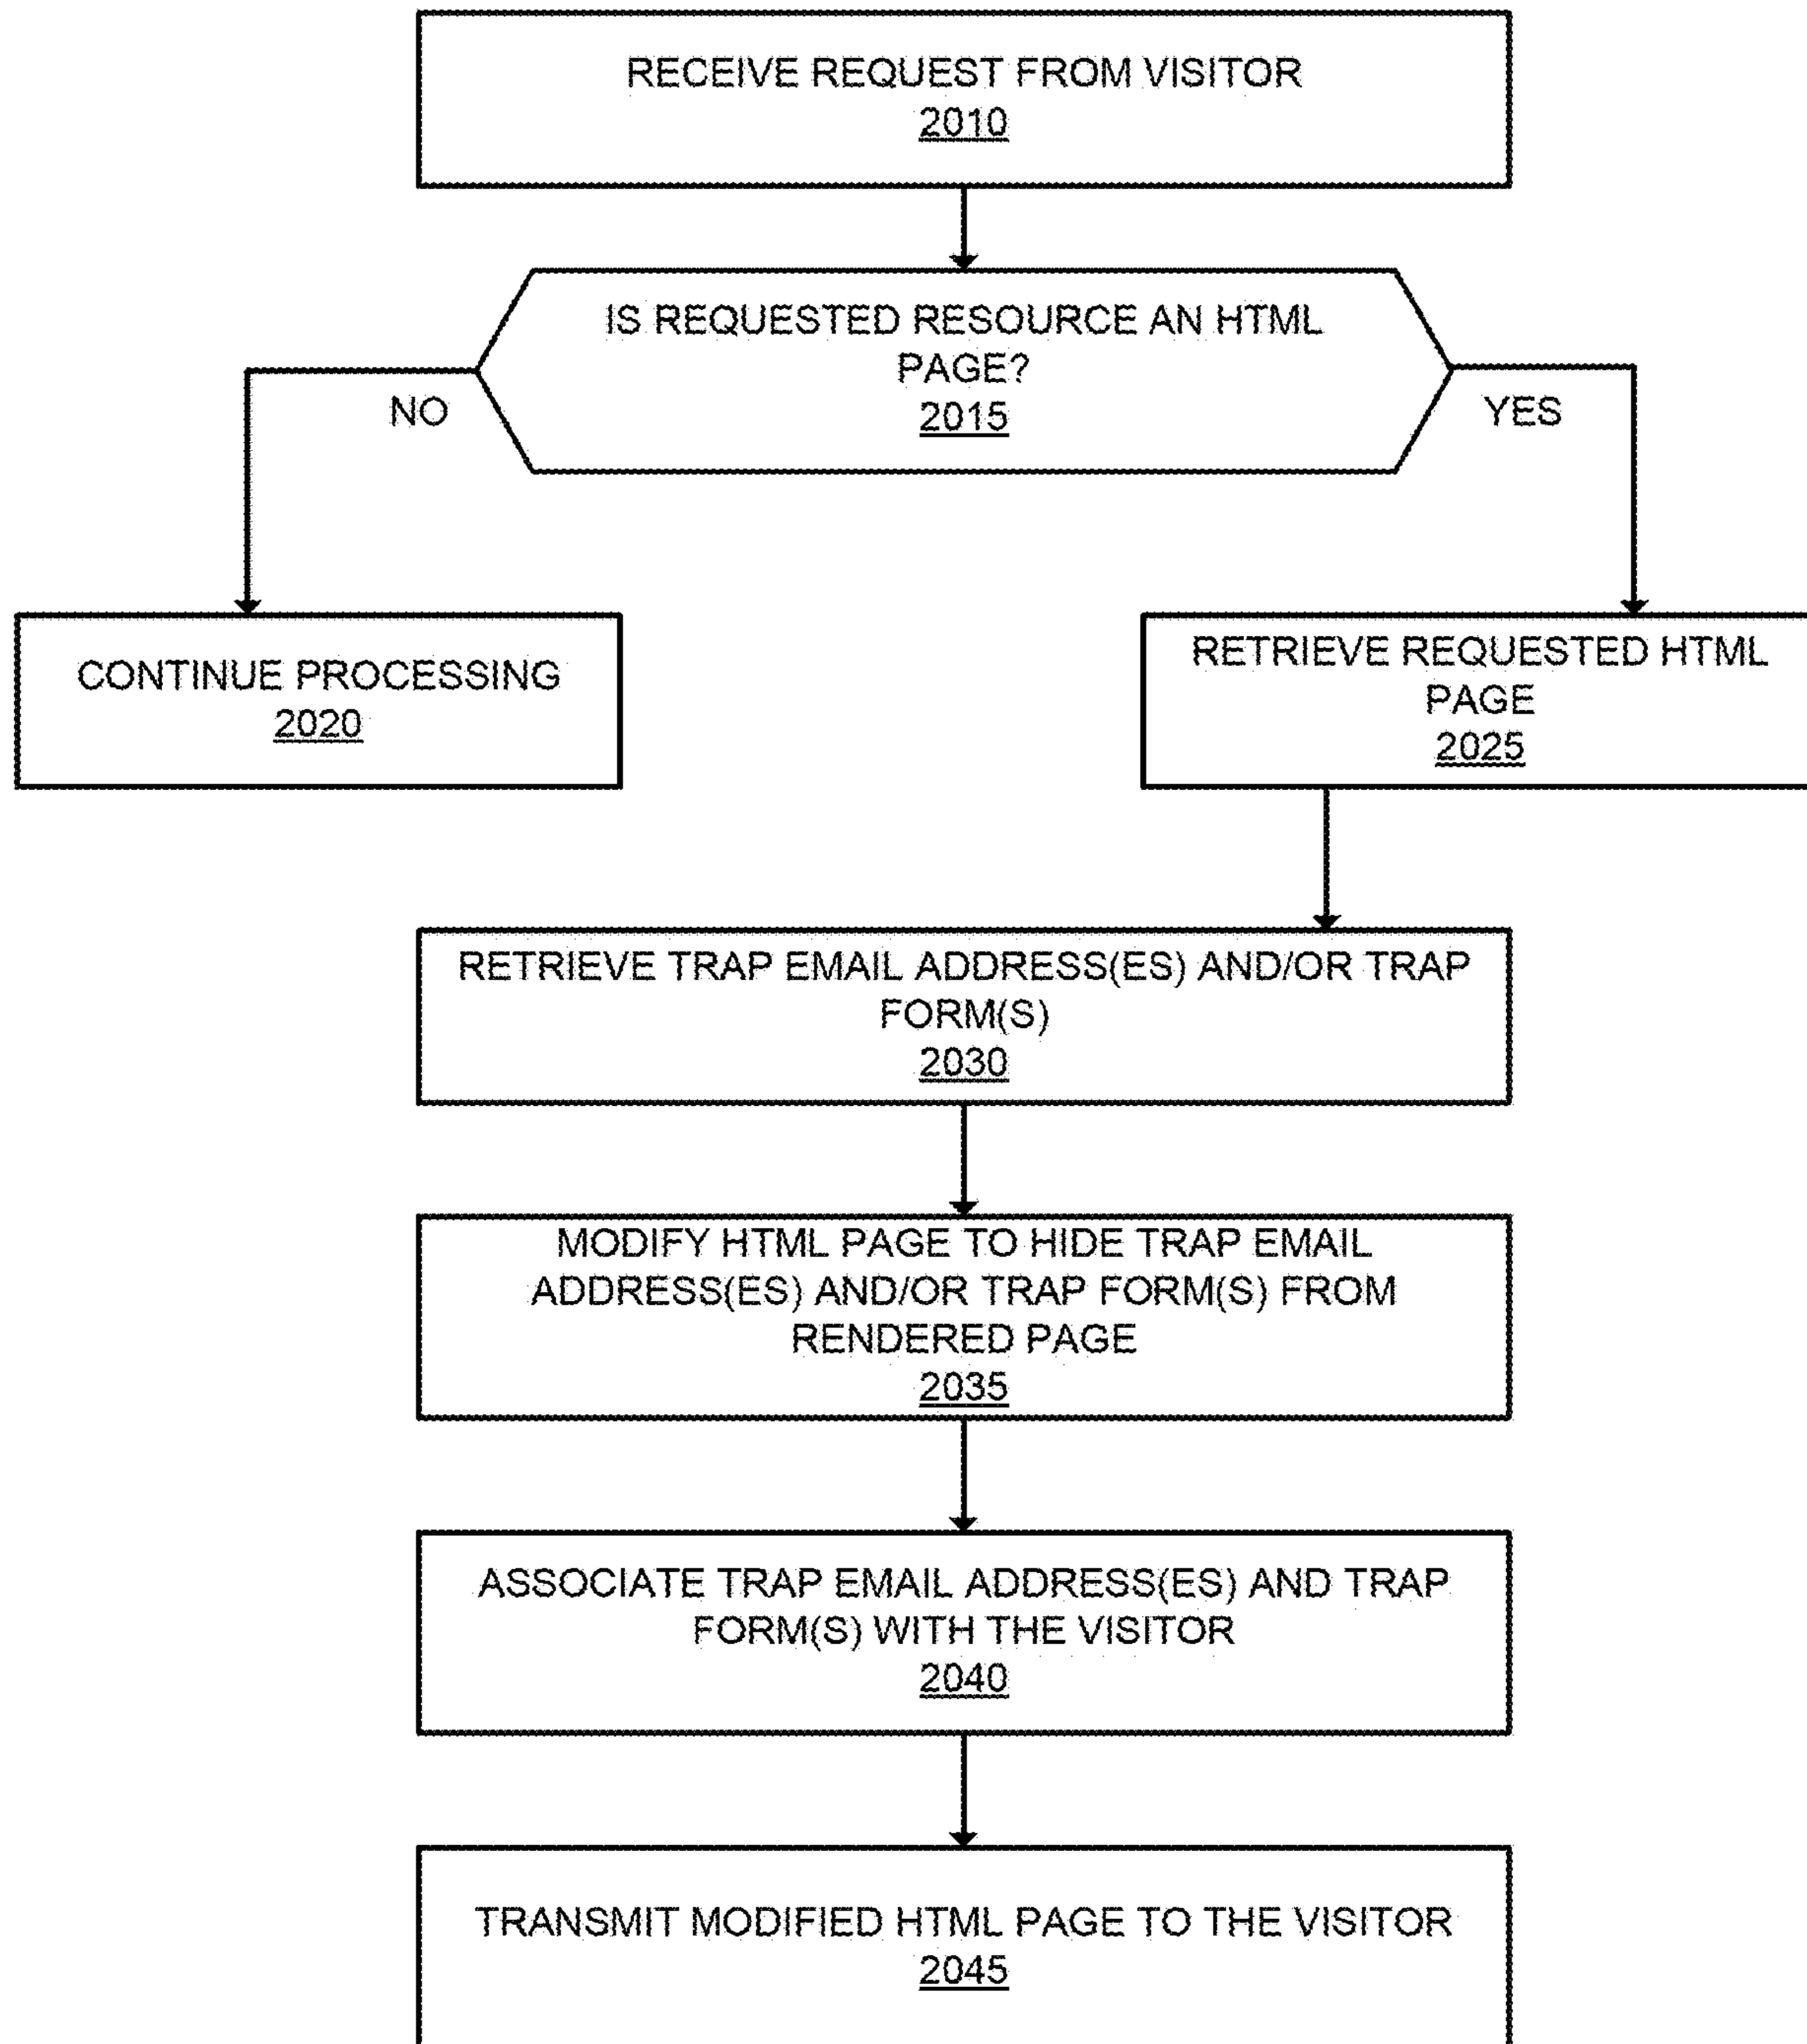 RECEIVE REQUEST FROM VISITOR
2010
IS REQUESTED RESOURCE AN HTML
PAGE?
2015
NO
YES
CONTINUE PROCESSING
2020
RETRIEVE REQUESTED HTML
PAGE
2025
RETRIEVE TRAP EMAIL ADDRESS(ES) AND/OR TRAP
FORM(S)
2030
MODIFY HTML PAGE TO HIDE TRAP EMAIL
ADDRESS(ES) AND/OR TRAP FORM(S) FROM
RENDERED PAGE
2035
ASSOCIATE TRAP EMAIL ADDRESS(ES) AND TRAP
FORM(S) WITH THE VISITOR
2040
TRANSMIT MODIFIED HTML PAGE TO THE VISITOR
2045